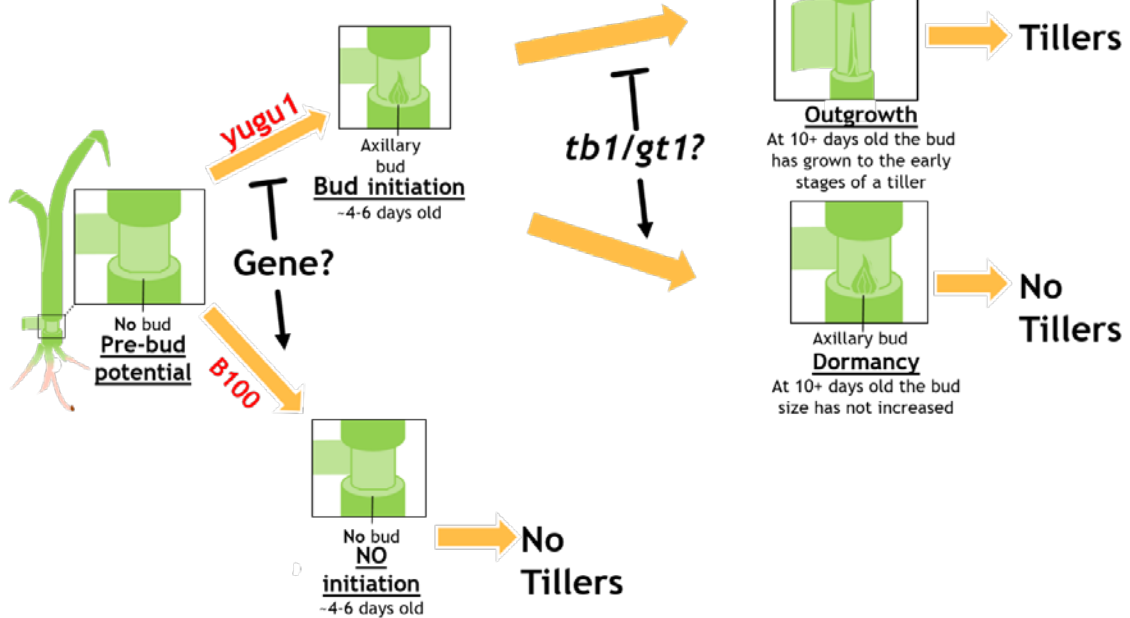 yugu1
Axillary
bud
Bud initiation
~4-6 days old
No bud
Pre-bud
potential
Gene?
B100
No bud
NO
initiation
~4-6 days old
No
Tillers
tb1/gt1?
Outgrowth
At 10+ days old the bud
has grown to the early
stages of a tiller
Tillers
Axillary bud
Dormancy
At 10+ days old the bud
size has not increased
No
Tillers